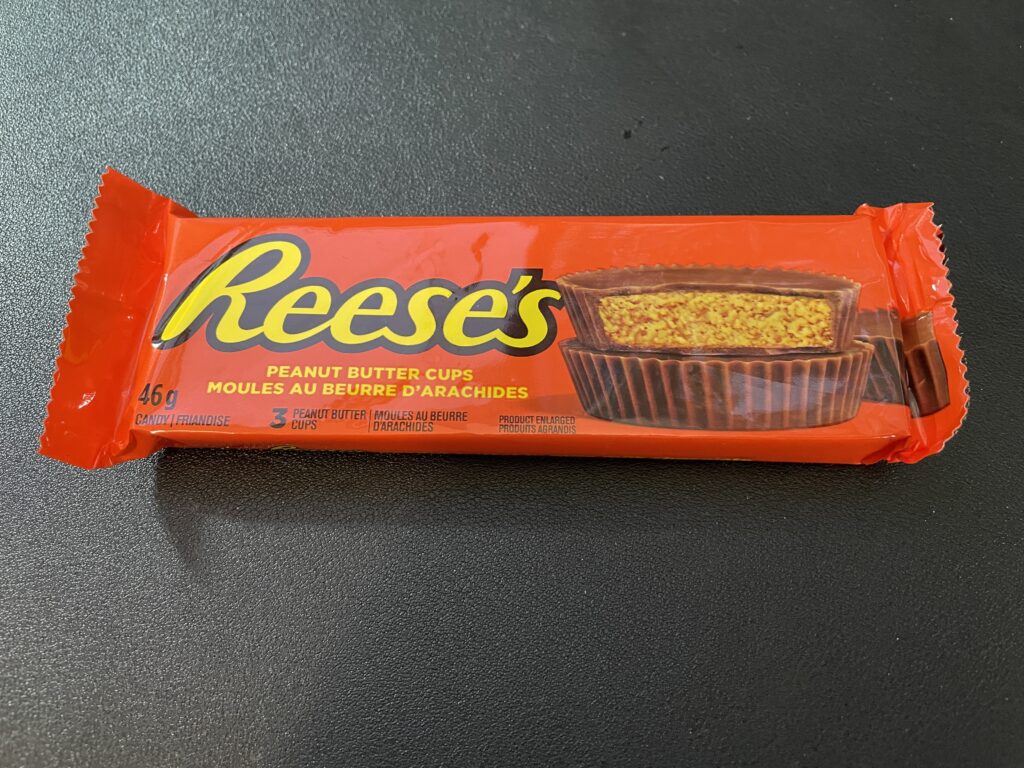 Reese's
PEANUT BUTTER CUPS
MOULES AU BEURRE D'ARACHIDES
46 g
CANDY | FRIANDISE
3 PEANUT BUTTER CUPS | MOULES AU BEURRE D'ARACHIDES
PRODUCT ENLARGED
PRODUITS AGRANDIS